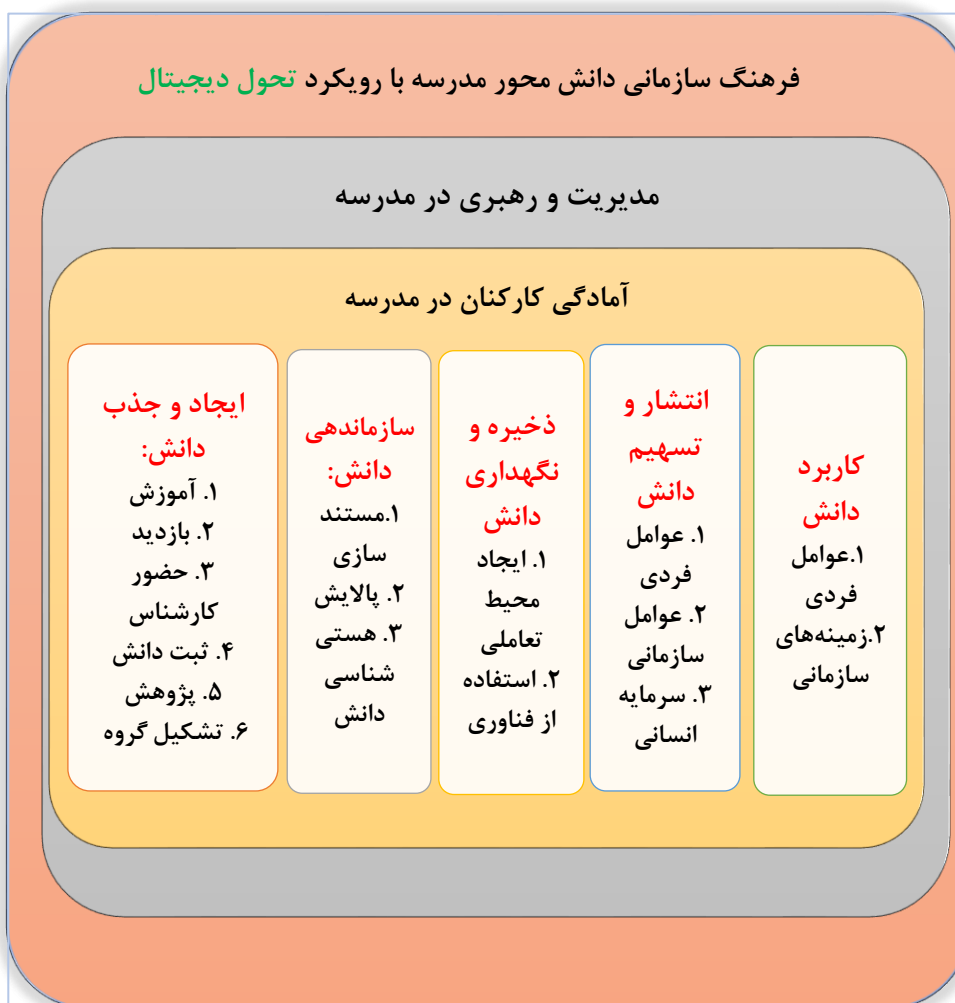 فرهنگ سازمانی دانش محور مدرسه با رویکرد تحول دیجیتال
مدیریت و رهبری در مدرسه
آمادگی کارکنان در مدرسه
کاربرد
دانش
۱.عوامل
فردی
۲.زمینه‌های
سازمانی
انتشار و
تسهیم
دانش
۱. عوامل
فردی
۲. عوامل
سازمانی
۳. سرمایه
انسانی
ذخیره و
نگهداری
دانش
۱. ایجاد
محیط
تعاملی
۲. استفاده
از فناوری
سازماندهی
دانش:
۱.مستند
سازی
۲. پالایش
۳. هستی
شناسی
دانش
ایجاد و جذب
دانش:
۱. آموزش
۲. بازدید
۳. حضور
کارشناس
۴. ثبت دانش
۵. پژوهش
۶. تشکیل گروه